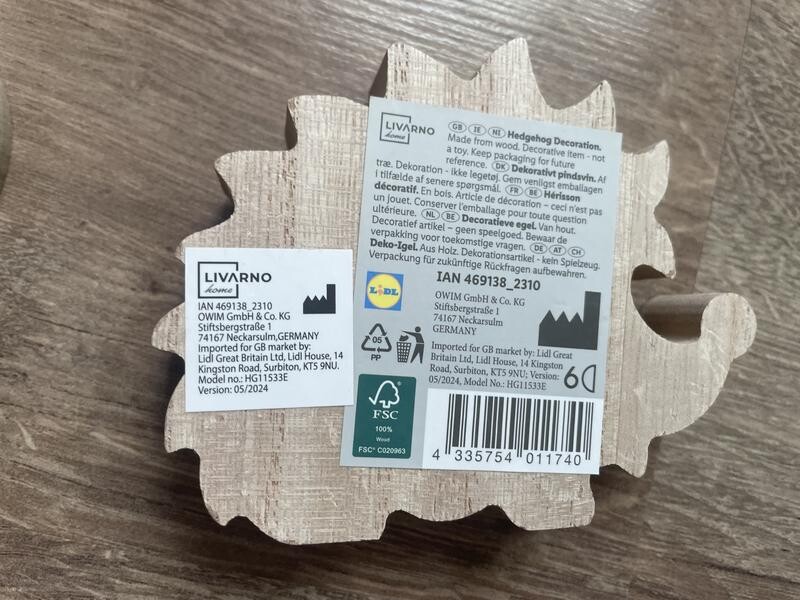 LIVARNO
home
GB IE NI Hedgehog Decoration.
Made from wood. Decorative item - not
a toy. Keep packaging for future
reference. DK Dekorativt pindsvin. Af
træ. Dekoration - ikke legetøj. Gem venligst emballagen
i tilfælde af senere spørgsmål. FR BE Hérisson
décoratif. En bois. Article de décoration – ceci n'est pas
un jouet. Conserver l'emballage pour toute question
ultérieure. NL BE Decoratieve egel. Van hout.
Decoratief artikel – geen speelgoed. Bewaar de
verpakking voor toekomstige vragen. DE AT CH
Deko-Igel. Aus Holz. Dekorationsartikel - kein Spielzeug.
Verpackung für zukünftige Rückfragen aufbewahren.
LIDL
IAN 469138_2310
OWIM GmbH & Co. KG
Stiftsbergstraße 1
74167 Neckarsulm
GERMANY
05
PP
Imported for GB market by: Lidl Great
Britain Ltd, Lidl House, 14 Kingston
Road, Surbiton, KT5 9NU; Version:
05/2024, Model No.: HG11533E
6
FSC
100%
Wood
FSC® C020963
4 335754 011740
LIVARNO
home
IAN 469138_2310
OWIM GmbH & Co. KG
Stiftsbergstraße 1
74167 Neckarsulm,GERMANY
Imported for GB market by:
Lidl Great Britain Ltd, Lidl House, 14
Kingston Road, Surbiton, KT5 9NU.
Model no.: HG11533E
Version: 05/2024